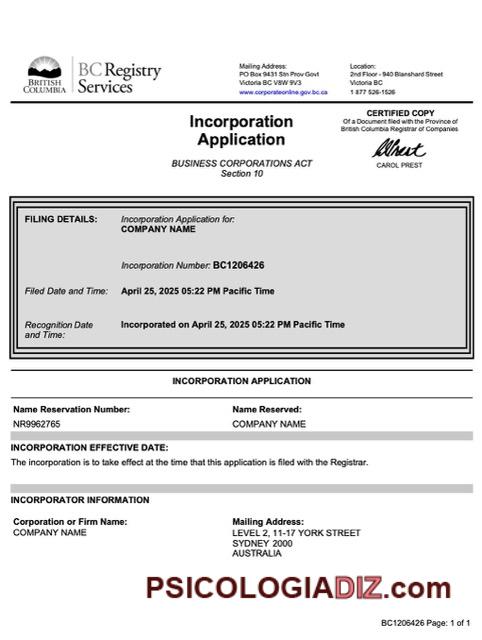 BRITISH
COLUMBIA
BC Registry
Services
Mailing Address:
PO Box 9431 Stn Prov Govt
Victoria BC V8W 9V3
www.corporateonline.gov.bc.ca
Location:
2nd Floor - 940 Blanshard Street
Victoria BC
1 877 526-1526
Incorporation
Application
BUSINESS CORPORATIONS ACT
Section 10
CERTIFIED COPY
Of a Document filed with the Province of
British Columbia Registrar of Companies
CAROL PREST
FILING DETAILS:
Incorporation Application for:
COMPANY NAME
Incorporation Number: BC1206426
Filed Date and Time: April 25, 2025 05:22 PM Pacific Time
Recognition Date
and Time:
Incorporated on April 25, 2025 05:22 PM Pacific Time
INCORPORATION APPLICATION
Name Reservation Number:
NR9962765
Name Reserved:
COMPANY NAME
INCORPORATION EFFECTIVE DATE:
The incorporation is to take effect at the time that this application is filed with the Registrar.
INCORPORATOR INFORMATION
Corporation or Firm Name:
COMPANY NAME
Mailing Address:
LEVEL 2, 11-17 YORK STREET
SYDNEY 2000
AUSTRALIA
PSICOLOGIADIZ.com
BC1206426 Page: 1 of 1